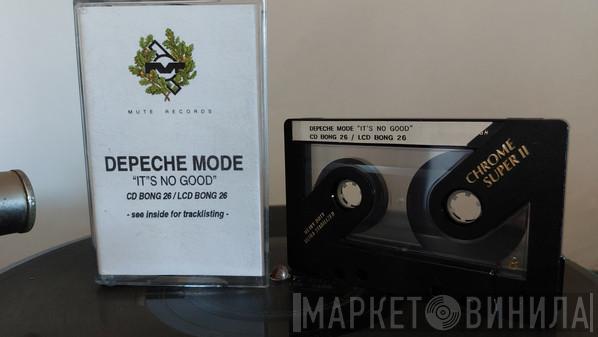 MUTE RECORDS
DEPECHE MODE
"IT"S NO GOOD"
CD BONG 26 / LCD BONG 26
- see inside for tracklisting -
DEPECHE MODE "IT'S NO GOOD"
CD BONG 26 / LCD BONG 26
CHROME
SUPER II
МАРКЕТ ВИНИЛА